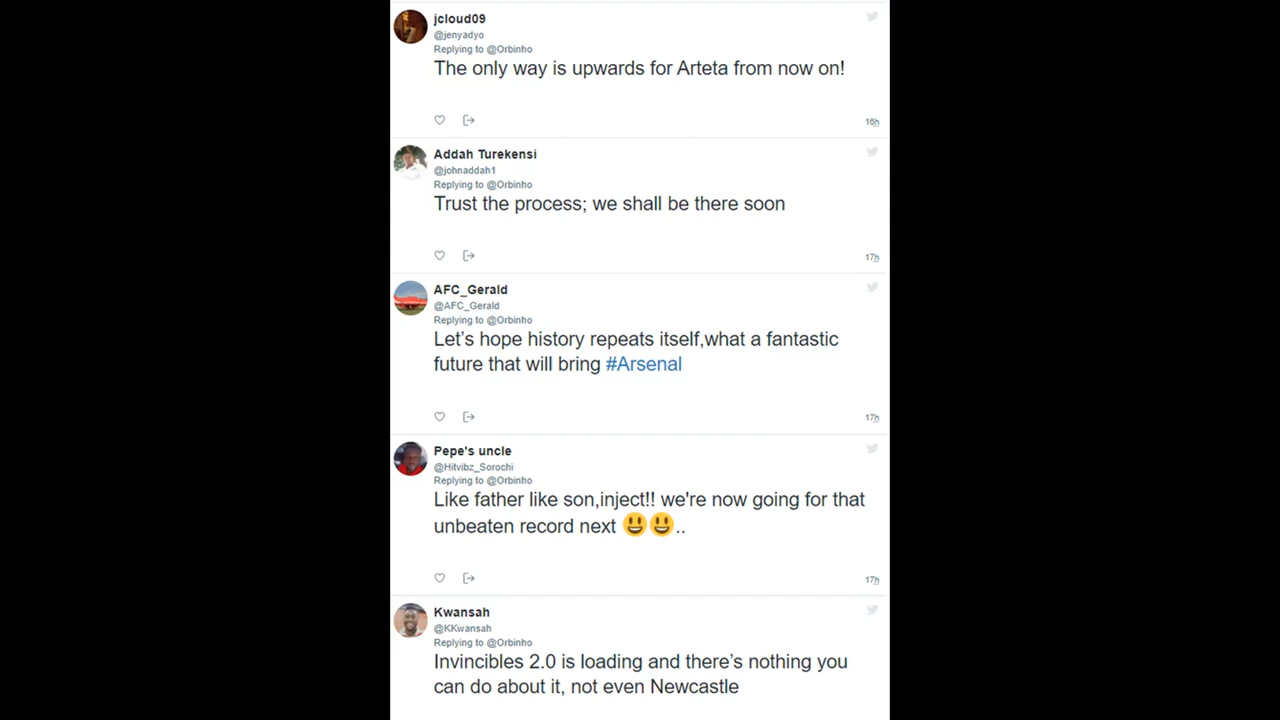 jcloud09
@jenyadyo
Replying to @Orbinho
The only way is upwards for Arteta from now on!
16h
Addah Turekensi
@johnaddah1
Replying to @Orbinho
Trust the process; we shall be there soon
17h
AFC_Gerald
@AFC_Gerald
Replying to @Orbinho
Let’s hope history repeats itself,what a fantastic
future that will bring #Arsenal
17h
Pepe's uncle
@Hitvibz_Sorochi
Replying to @Orbinho
Like father like son,inject!! we're now going for that
unbeaten record next 😃😃..
17h
Kwansah
@KKwansah
Replying to @Orbinho
Invincibles 2.0 is loading and there’s nothing you
can do about it, not even Newcastle